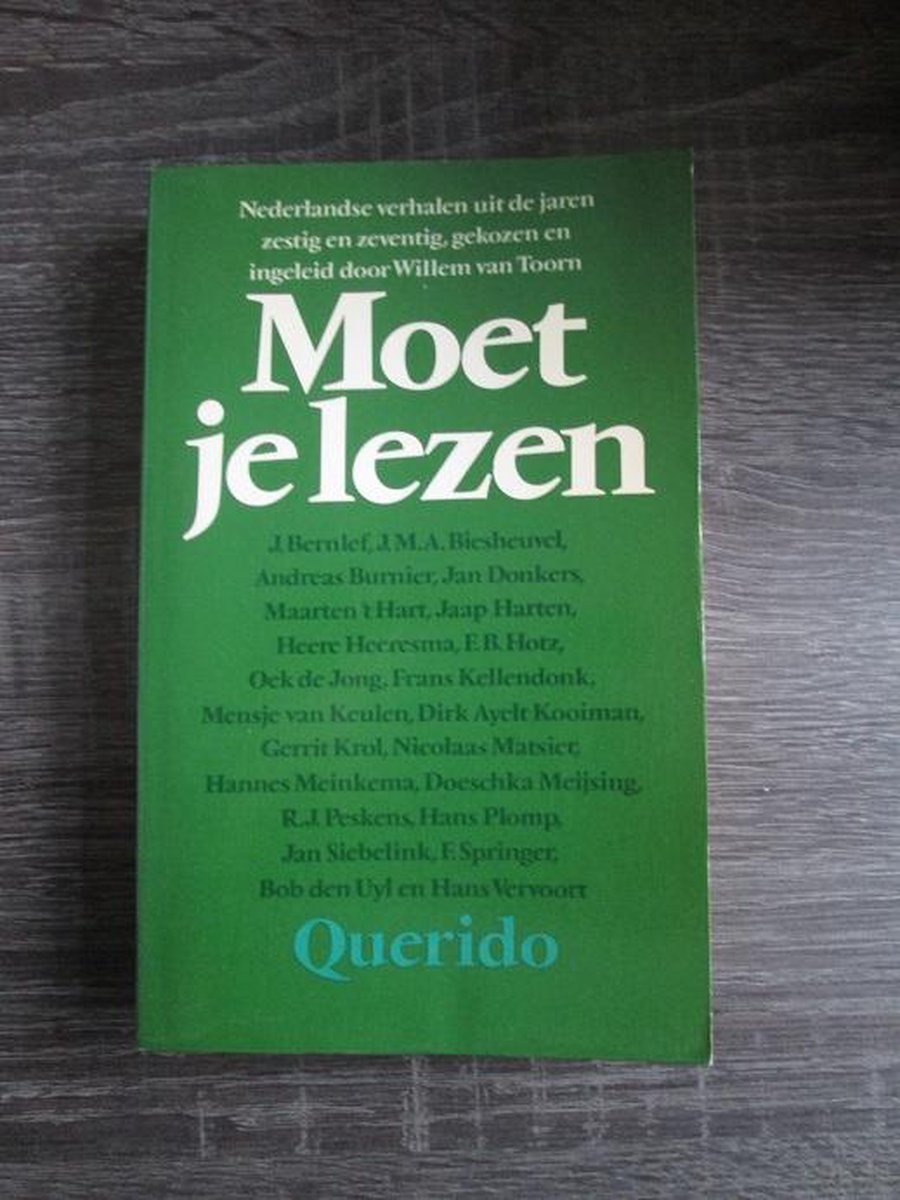 Nederlandse verhalen uit de jaren
zestig en zeventig, gekozen en
ingeleid door Willem van Toorn
Moet
je lezen
J. Bernlef, J.M.A. Biesheuvel,
Andreas Burnier, Jan Donkers,
Maarten 't Hart, Jaap Harten,
Heere Heeresma, F.B. Hotz,
Oek de Jong, Frans Kellendonk,
Mensje van Keulen, Dirk Ayelt Kooiman,
Gerrit Krol, Nicolaas Matsier,
Hannes Meinkema, Doeschka Meijsing,
R.J. Peskens, Hans Plomp,
Jan Siebelink, F. Springer,
Bob den Uyl en Hans Vervoort
Querido